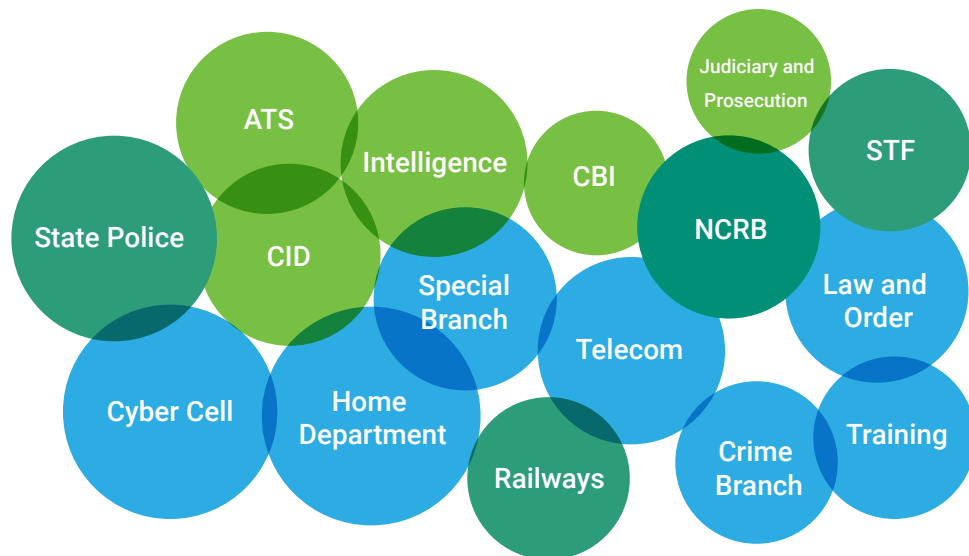 Judiciary and
Prosecution
ATS
STF
Intelligence
CBI
State Police
NCRB
CID
Special
Branch
Law and
Order
Telecom
Cyber Cell
Home
Department
Training
Crime
Branch
Railways